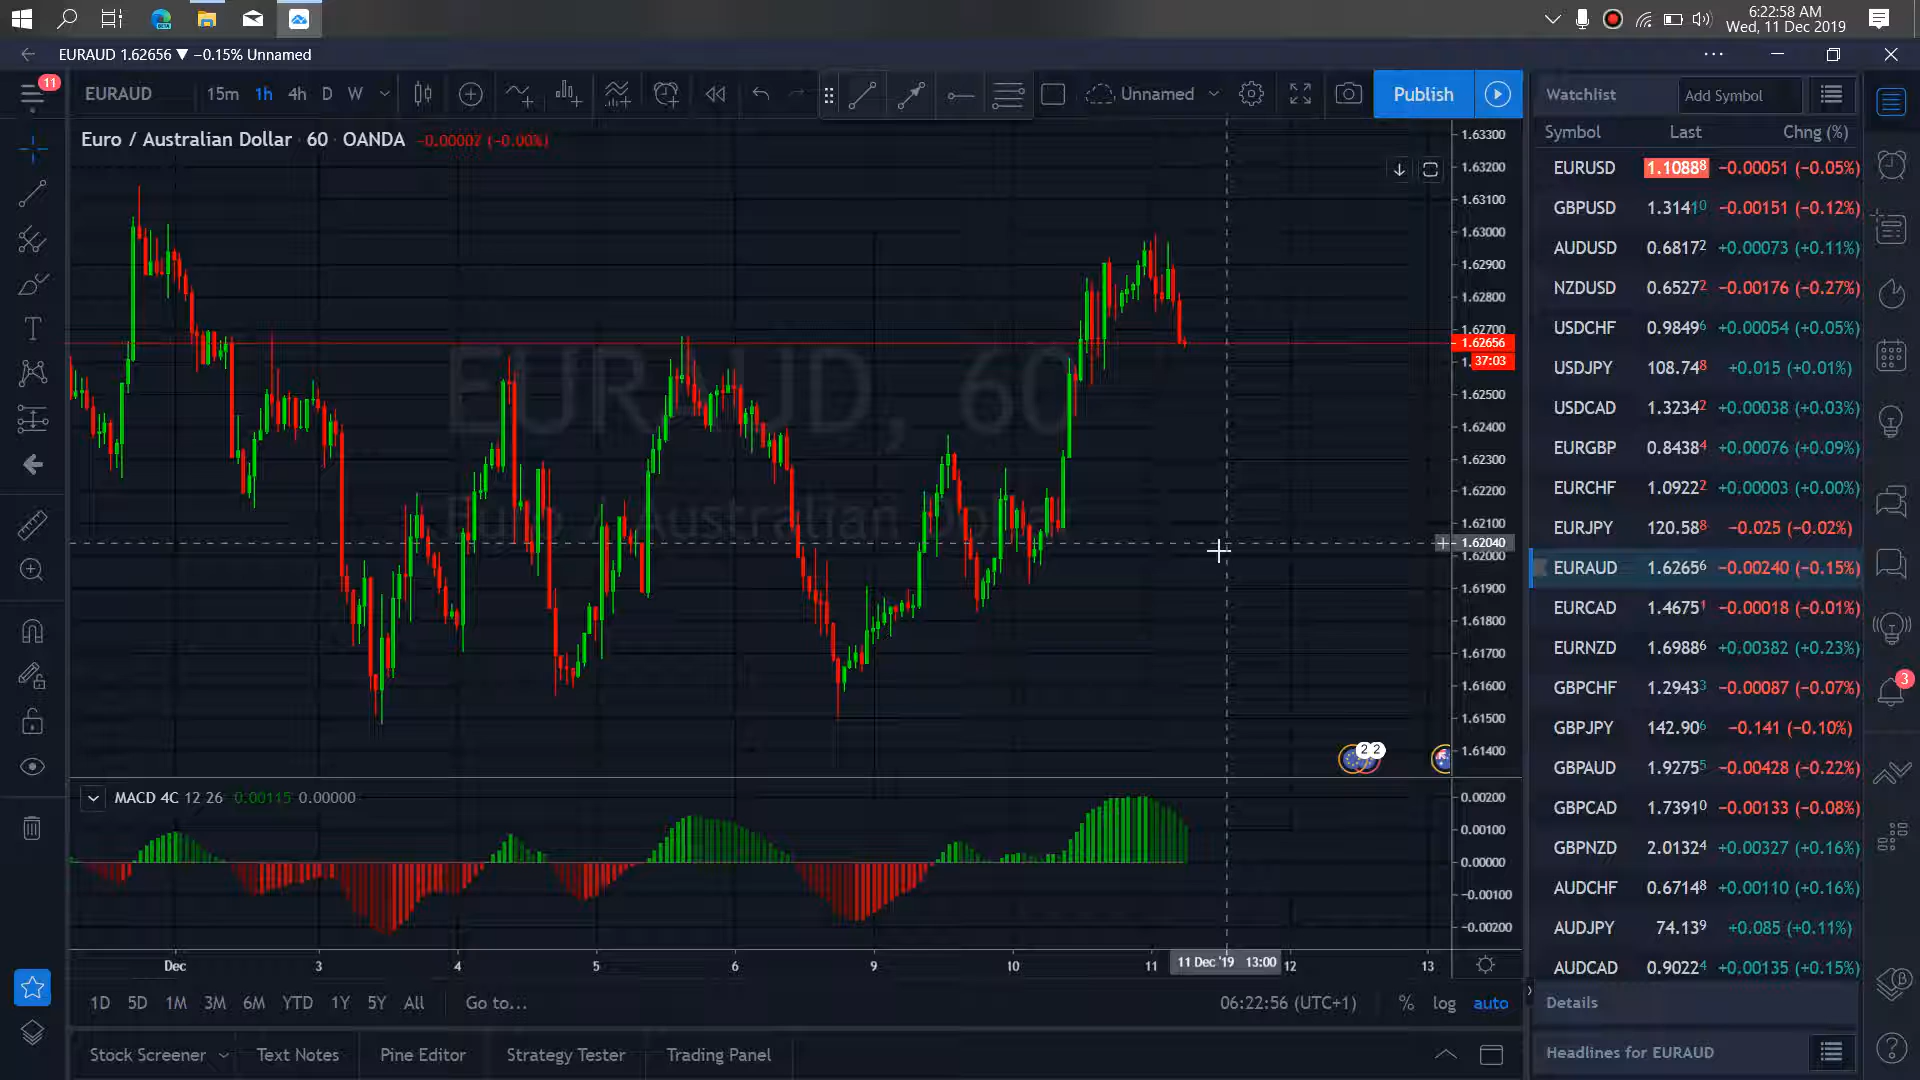 6:22:58 AM
Wed, 11 Dec 2019
EURAUD 1.62656 ▼ −0.15% Unnamed
11
EURAUD 15m 1h 4h D W
Unnamed
Publish
Watchlist
Add Symbol
Euro / Australian Dollar · 60 · OANDA −0.00007 (−0.00%)
Symbol Last Chng (%)
EURUSD 1.10888 −0.00051 (−0.05%)
GBPUSD 1.31410 −0.00151 (−0.12%)
AUDUSD 0.68172 +0.00073 (+0.11%)
NZDUSD 0.65272 −0.00176 (−0.27%)
USDCHF 0.98496 +0.00054 (+0.05%)
USDJPY 108.748 +0.015 (+0.01%)
USDCAD 1.32342 +0.00038 (+0.03%)
EURGBP 0.84384 +0.00076 (+0.09%)
EURCHF 1.09222 +0.00003 (+0.00%)
EURJPY 120.588 −0.025 (−0.02%)
EURAUD 1.62656 −0.00240 (−0.15%)
EURCAD 1.46751 −0.00018 (−0.01%)
EURNZD 1.69886 +0.00382 (+0.23%)
GBPCHF 1.29433 −0.00087 (−0.07%)
GBPJPY 142.906 −0.141 (−0.10%)
GBPAUD 1.92755 −0.00428 (−0.22%)
GBPCAD 1.73910 −0.00133 (−0.08%)
GBPNZD 2.01324 +0.00327 (+0.16%)
AUDCHF 0.67148 +0.00110 (+0.16%)
AUDJPY 74.139 +0.085 (+0.11%)
AUDCAD 0.90224 +0.00135 (+0.15%)
3
Details
Headlines for EURAUD
1.63300
1.63200
1.63100
1.63000
1.62900
1.62800
1.62700
1.62656
37:03
1.62500
1.62400
1.62300
1.62200
1.62100
1.62040
1.62000
1.61900
1.61800
1.61700
1.61600
1.61500
1.61400
EURAUD, 60
Euro / Australian
2 2
MACD 4C 12 26 0.00115 0.00000
0.00200
0.00100
0.00000
−0.00100
−0.00200
Dec 3 4 5 6 9 10 11 11 Dec '19 13:00 12 13
1D 5D 1M 3M 6M YTD 1Y 5Y All Go to...
06:22:56 (UTC+1) % log auto
Stock Screener Text Notes Pine Editor Strategy Tester Trading Panel